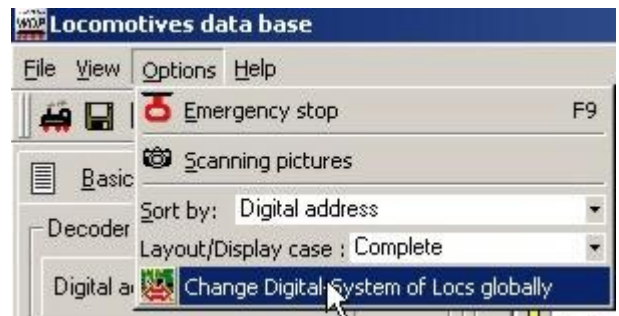 WDP Locomotives data base
File View Options Help
Emergency stop F9
Scanning pictures
Basic
Sort by: Digital address
Decoder
Layout/Display case : Complete
Digital a
Change Digital-System of Locs globally